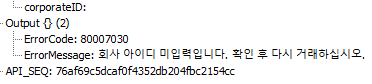 corporateID:
Output {} (2)
ErrorCode: 80007030
ErrorMessage: 회사 아이디 미입력입니다. 확인 후 다시 거래하십시오.
API_SEQ: 76af69c5dcaf0f4352db204fbc2154cc